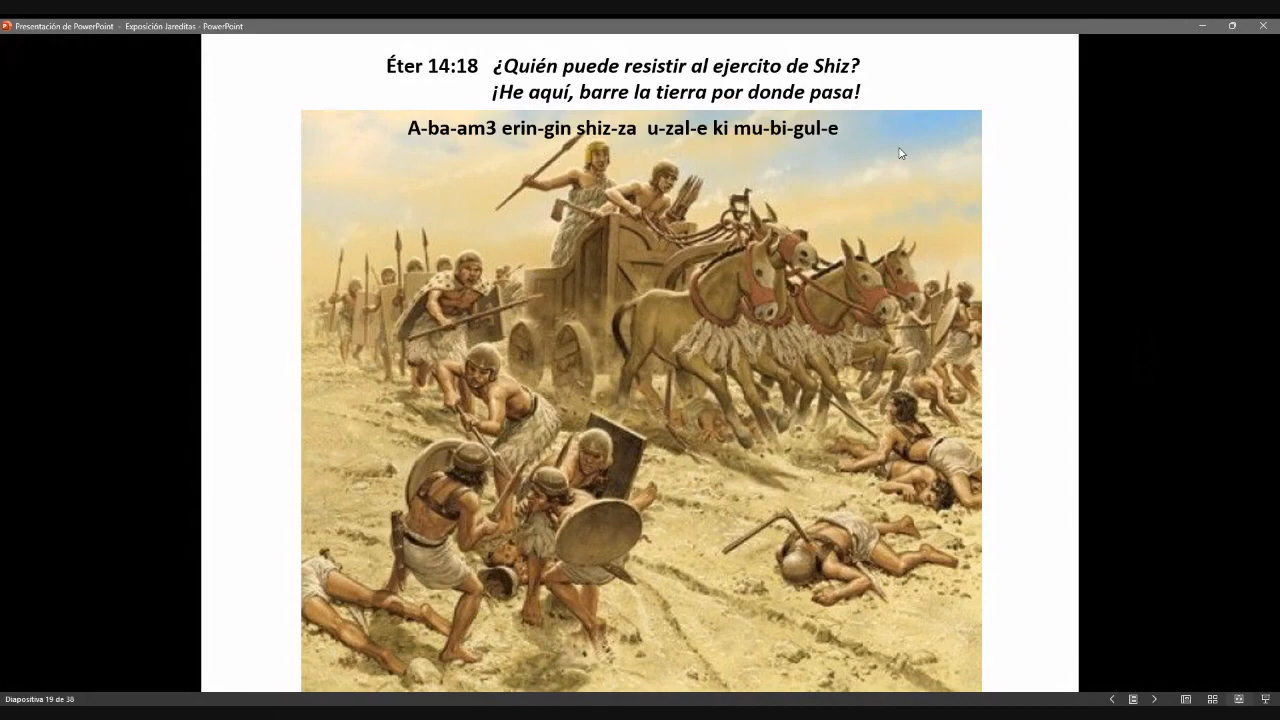 Presentación de PowerPoint - Exposición Jareditas - PowerPoint
Éter 14:18 ¿Quién puede resistir al ejercito de Shiz?
¡He aquí, barre la tierra por donde pasa!
A-ba-am3 erin-gin shiz-za u-zal-e ki mu-bi-gul-e
Diapositiva 19 de 38